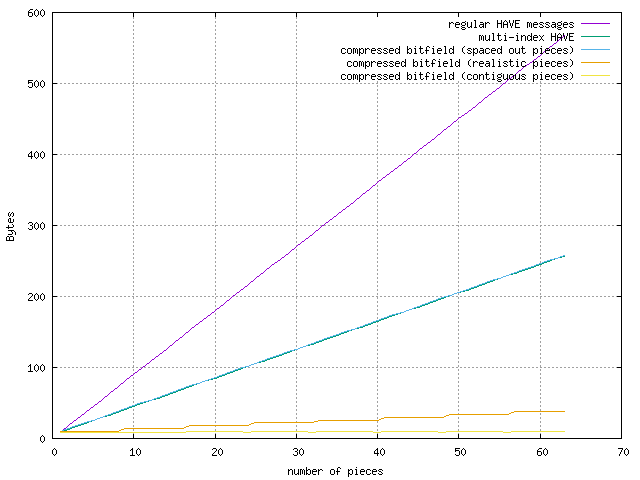 regular HAVE messages
multi-index HAVE
compressed bitfield (spaced out pieces)
compressed bitfield (realistic pieces)
compressed bitfield (contiguous pieces)
600
500
400
300
200
100
0
Bytes
0 10 20 30 40 50 60 70
number of pieces